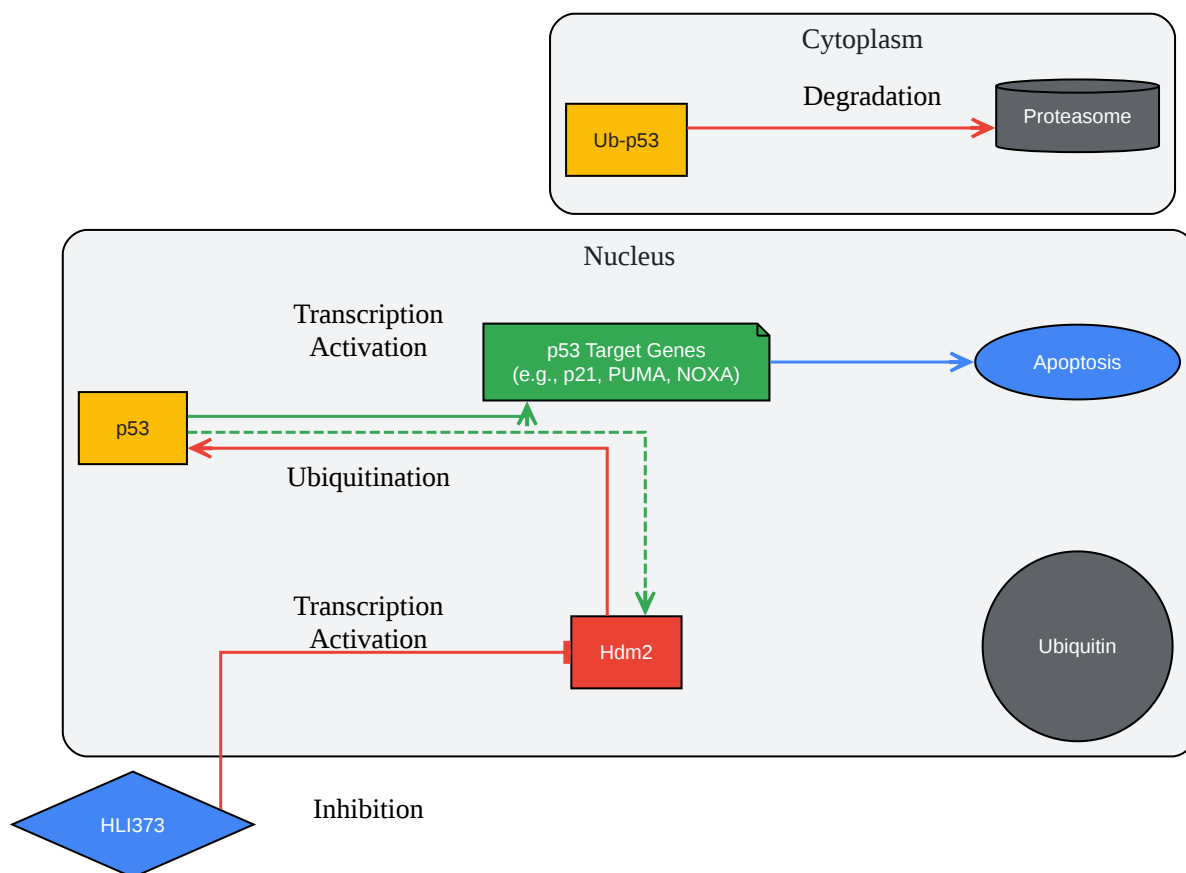 Cytoplasm
Degradation
Proteasome
Ub-p53
Nucleus
Transcription
Activation
p53 Target Genes
(e.g., p21, PUMA, NOXA)
Apoptosis
p53
Ubiquitination
Transcription
Activation
Hdm2
Ubiquitin
HLI373
Inhibition